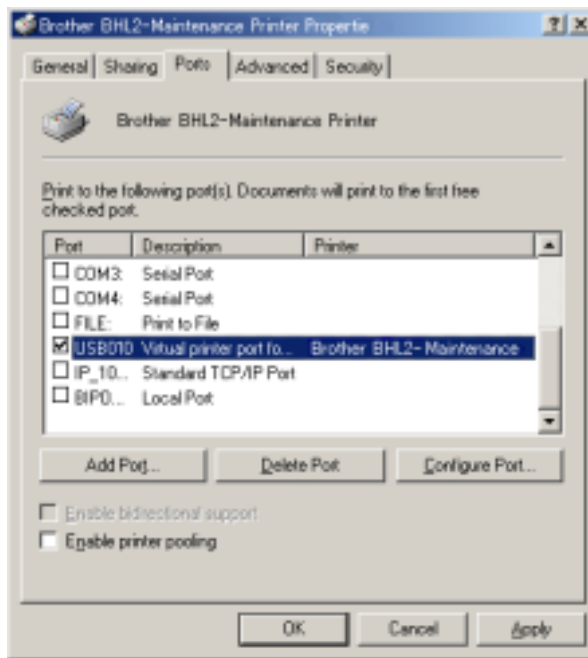 Brother BHL2-Maintenance Printer Propertie
General Sharing Ports Advanced Security
Brother BHL2-Maintenance Printer
Print to the following port(s). Documents will print to the first free
checked port.
Port Description Printer
COM3: Serial Port
COM4: Serial Port
FILE: Print to File
USB010 Virtual printer port fo... Brother BHL2- Maintenance
IP_10... Standard TCP/IP Port
BIPO... Local Port
Add Port... Delete Port Configure Port...
Enable bidirectional support
Enable printer pooling
OK Cancel Apply